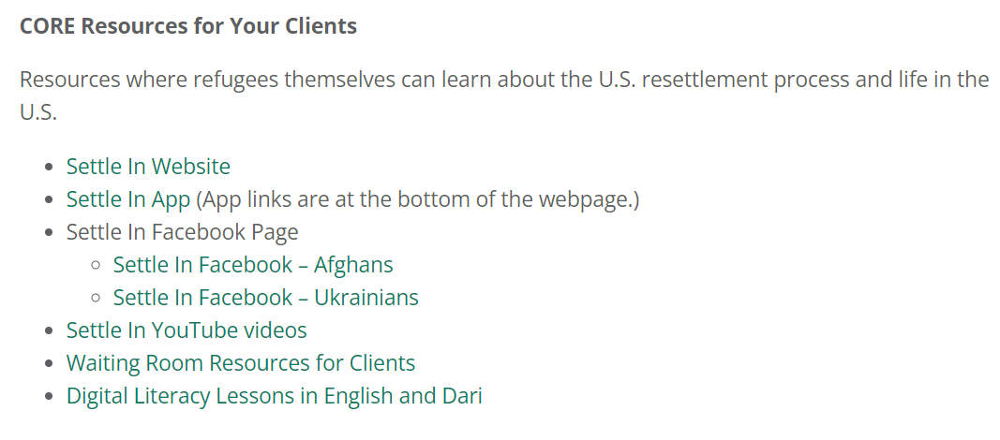 CORE Resources for Your Clients
Resources where refugees themselves can learn about the U.S. resettlement process and life in the
U.S.
Settle In Website
Settle In App (App links are at the bottom of the webpage.)
Settle In Facebook Page
Settle In Facebook – Afghans
Settle In Facebook – Ukrainians
Settle In YouTube videos
Waiting Room Resources for Clients
Digital Literacy Lessons in English and Dari